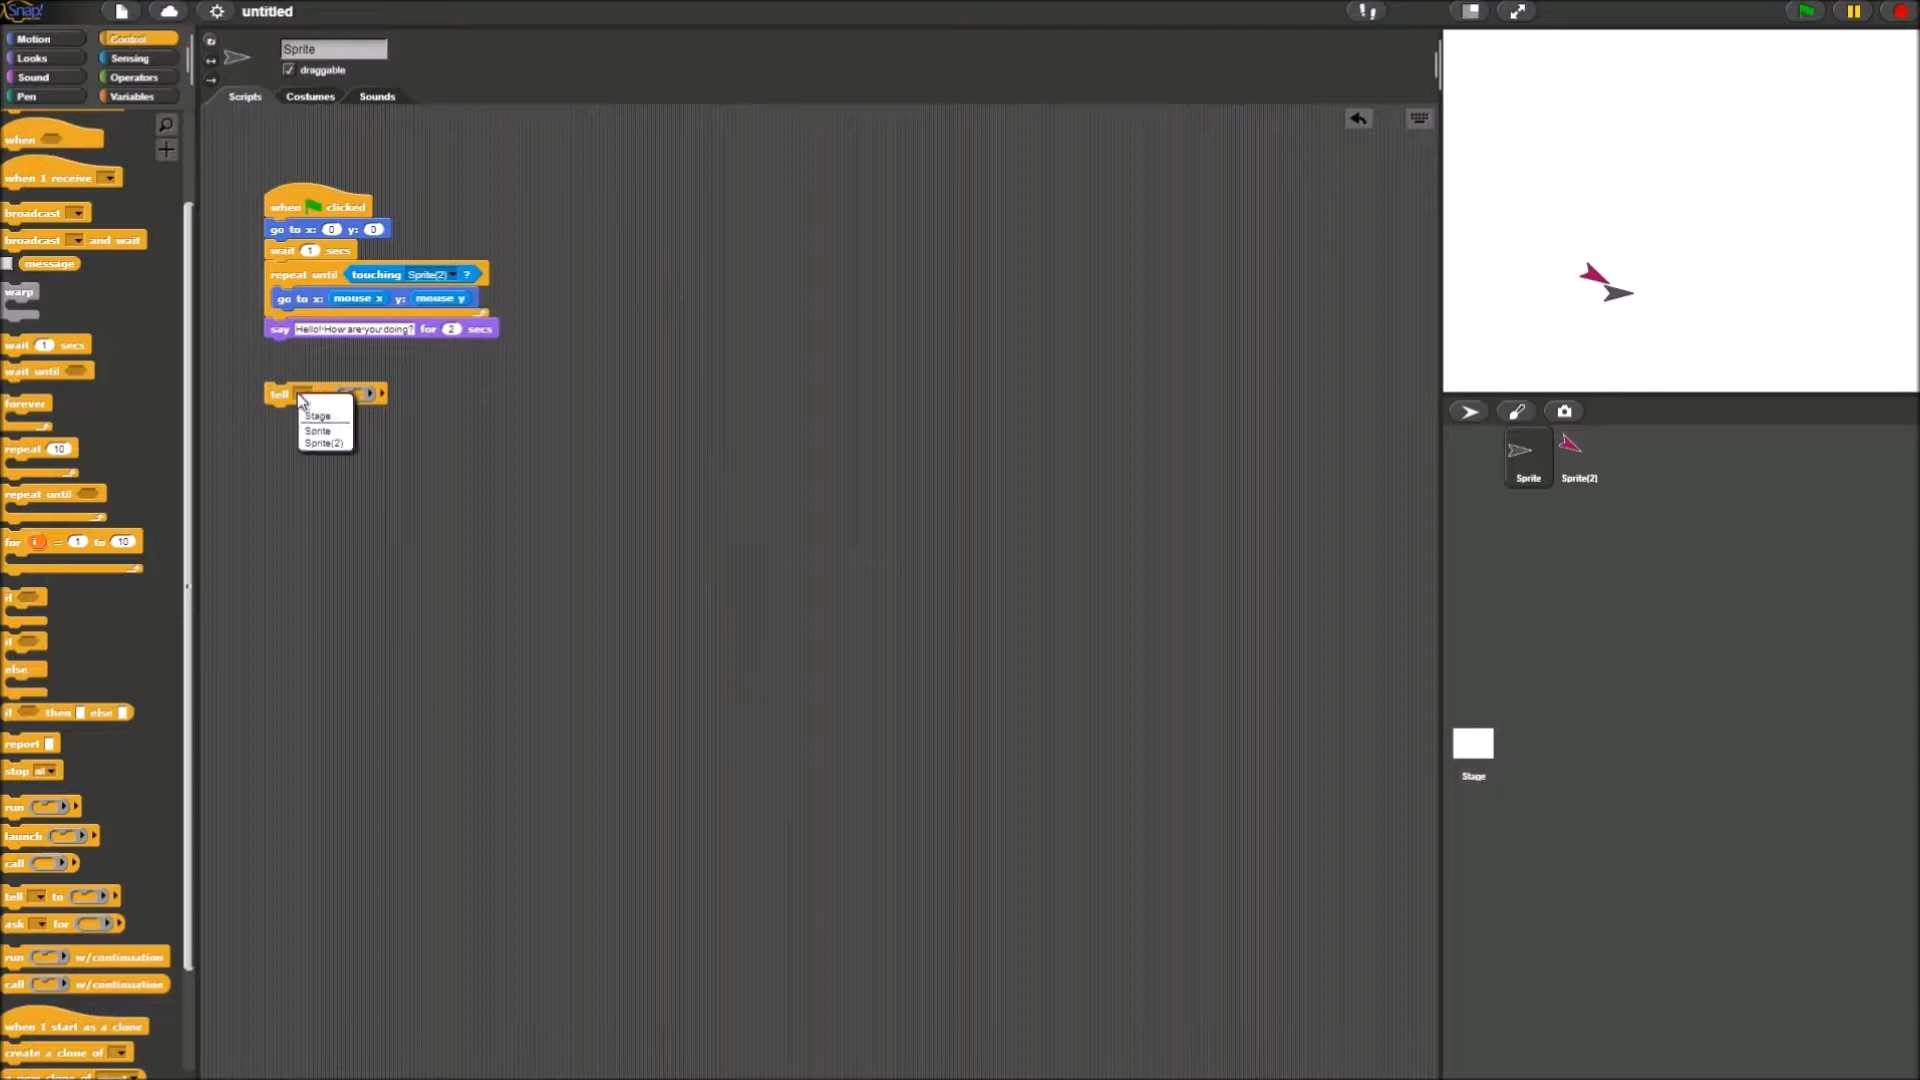 Snap!
untitled
Motion
Control
Looks
Sensing
Sound
Operators
Pen
Variables
Sprite
draggable
Scripts
Costumes
Sounds
when
when I receive
broadcast
broadcast and wait
message
warp
wait 1 secs
wait until
forever
repeat 10
repeat until
for i = 1 to 10
if
if
else
if then else
report
stop all
run
launch
call
tell to
ask for
run w/continuation
call w/continuation
when I start as a clone
create a clone of
a new clone of
when clicked
go to x: 0 y: 0
wait 1 secs
repeat until touching Sprite(2) ?
go to x: mouse x y: mouse y
say Hello! How are you doing? for 2 secs
tell
Stage
Sprite
Sprite(2)
Sprite
Sprite(2)
Stage